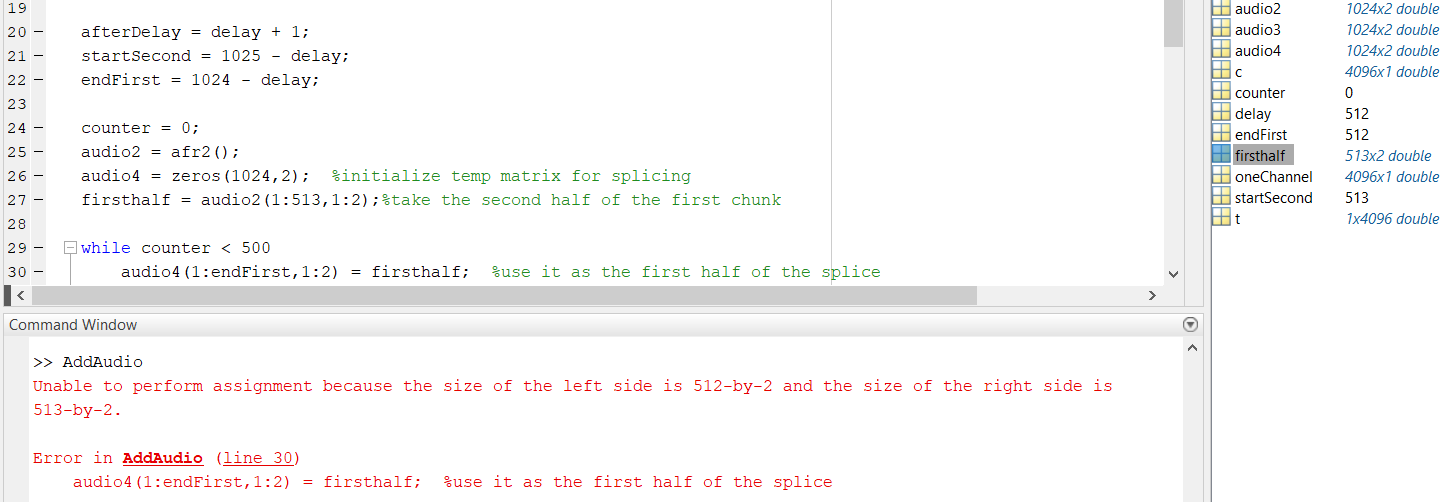 19
20 - afterDelay = delay + 1;
21 - startSecond = 1025 - delay;
22 - endFirst = 1024 - delay;
23
24 - counter = 0;
25 - audio2 = afr2();
26 - audio4 = zeros(1024,2);  %initialize temp matrix for splicing
27 - firsthalf = audio2(1:513,1:2);%take the second half of the first chunk
28
29 - while counter < 500
30 - audio4(1:endFirst,1:2) = firsthalf;  %use it as the first half of the splice
Command Window
>> AddAudio
Unable to perform assignment because the size of the left side is 512-by-2 and the size of the right side is
513-by-2.
Error in AddAudio (line 30)
audio4(1:endFirst,1:2) = firsthalf;  %use it as the first half of the splice
audio2 1024x2 double
audio3 1024x2 double
audio4 1024x2 double
c 4096x1 double
counter 0
delay 512
endFirst 512
firsthalf 513x2 double
oneChannel 4096x1 double
startSecond 513
t 1x4096 double